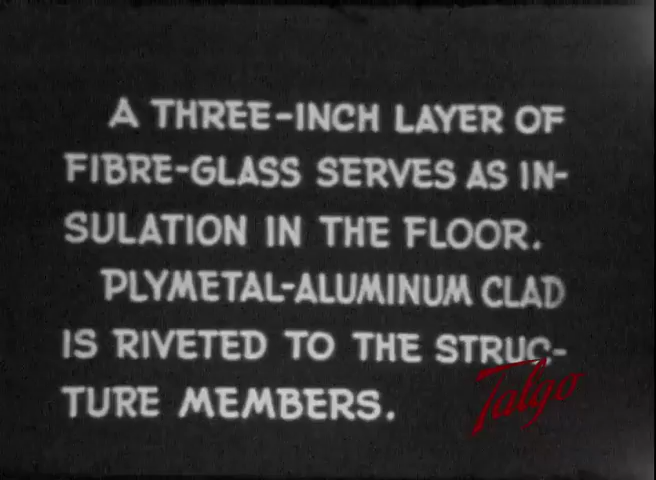 A THREE-INCH LAYER OF
FIBRE-GLASS SERVES AS IN-
SULATION IN THE FLOOR.
PLYMETAL-ALUMINUM CLAD
IS RIVETED TO THE STRUC-
TURE MEMBERS.
Talgo